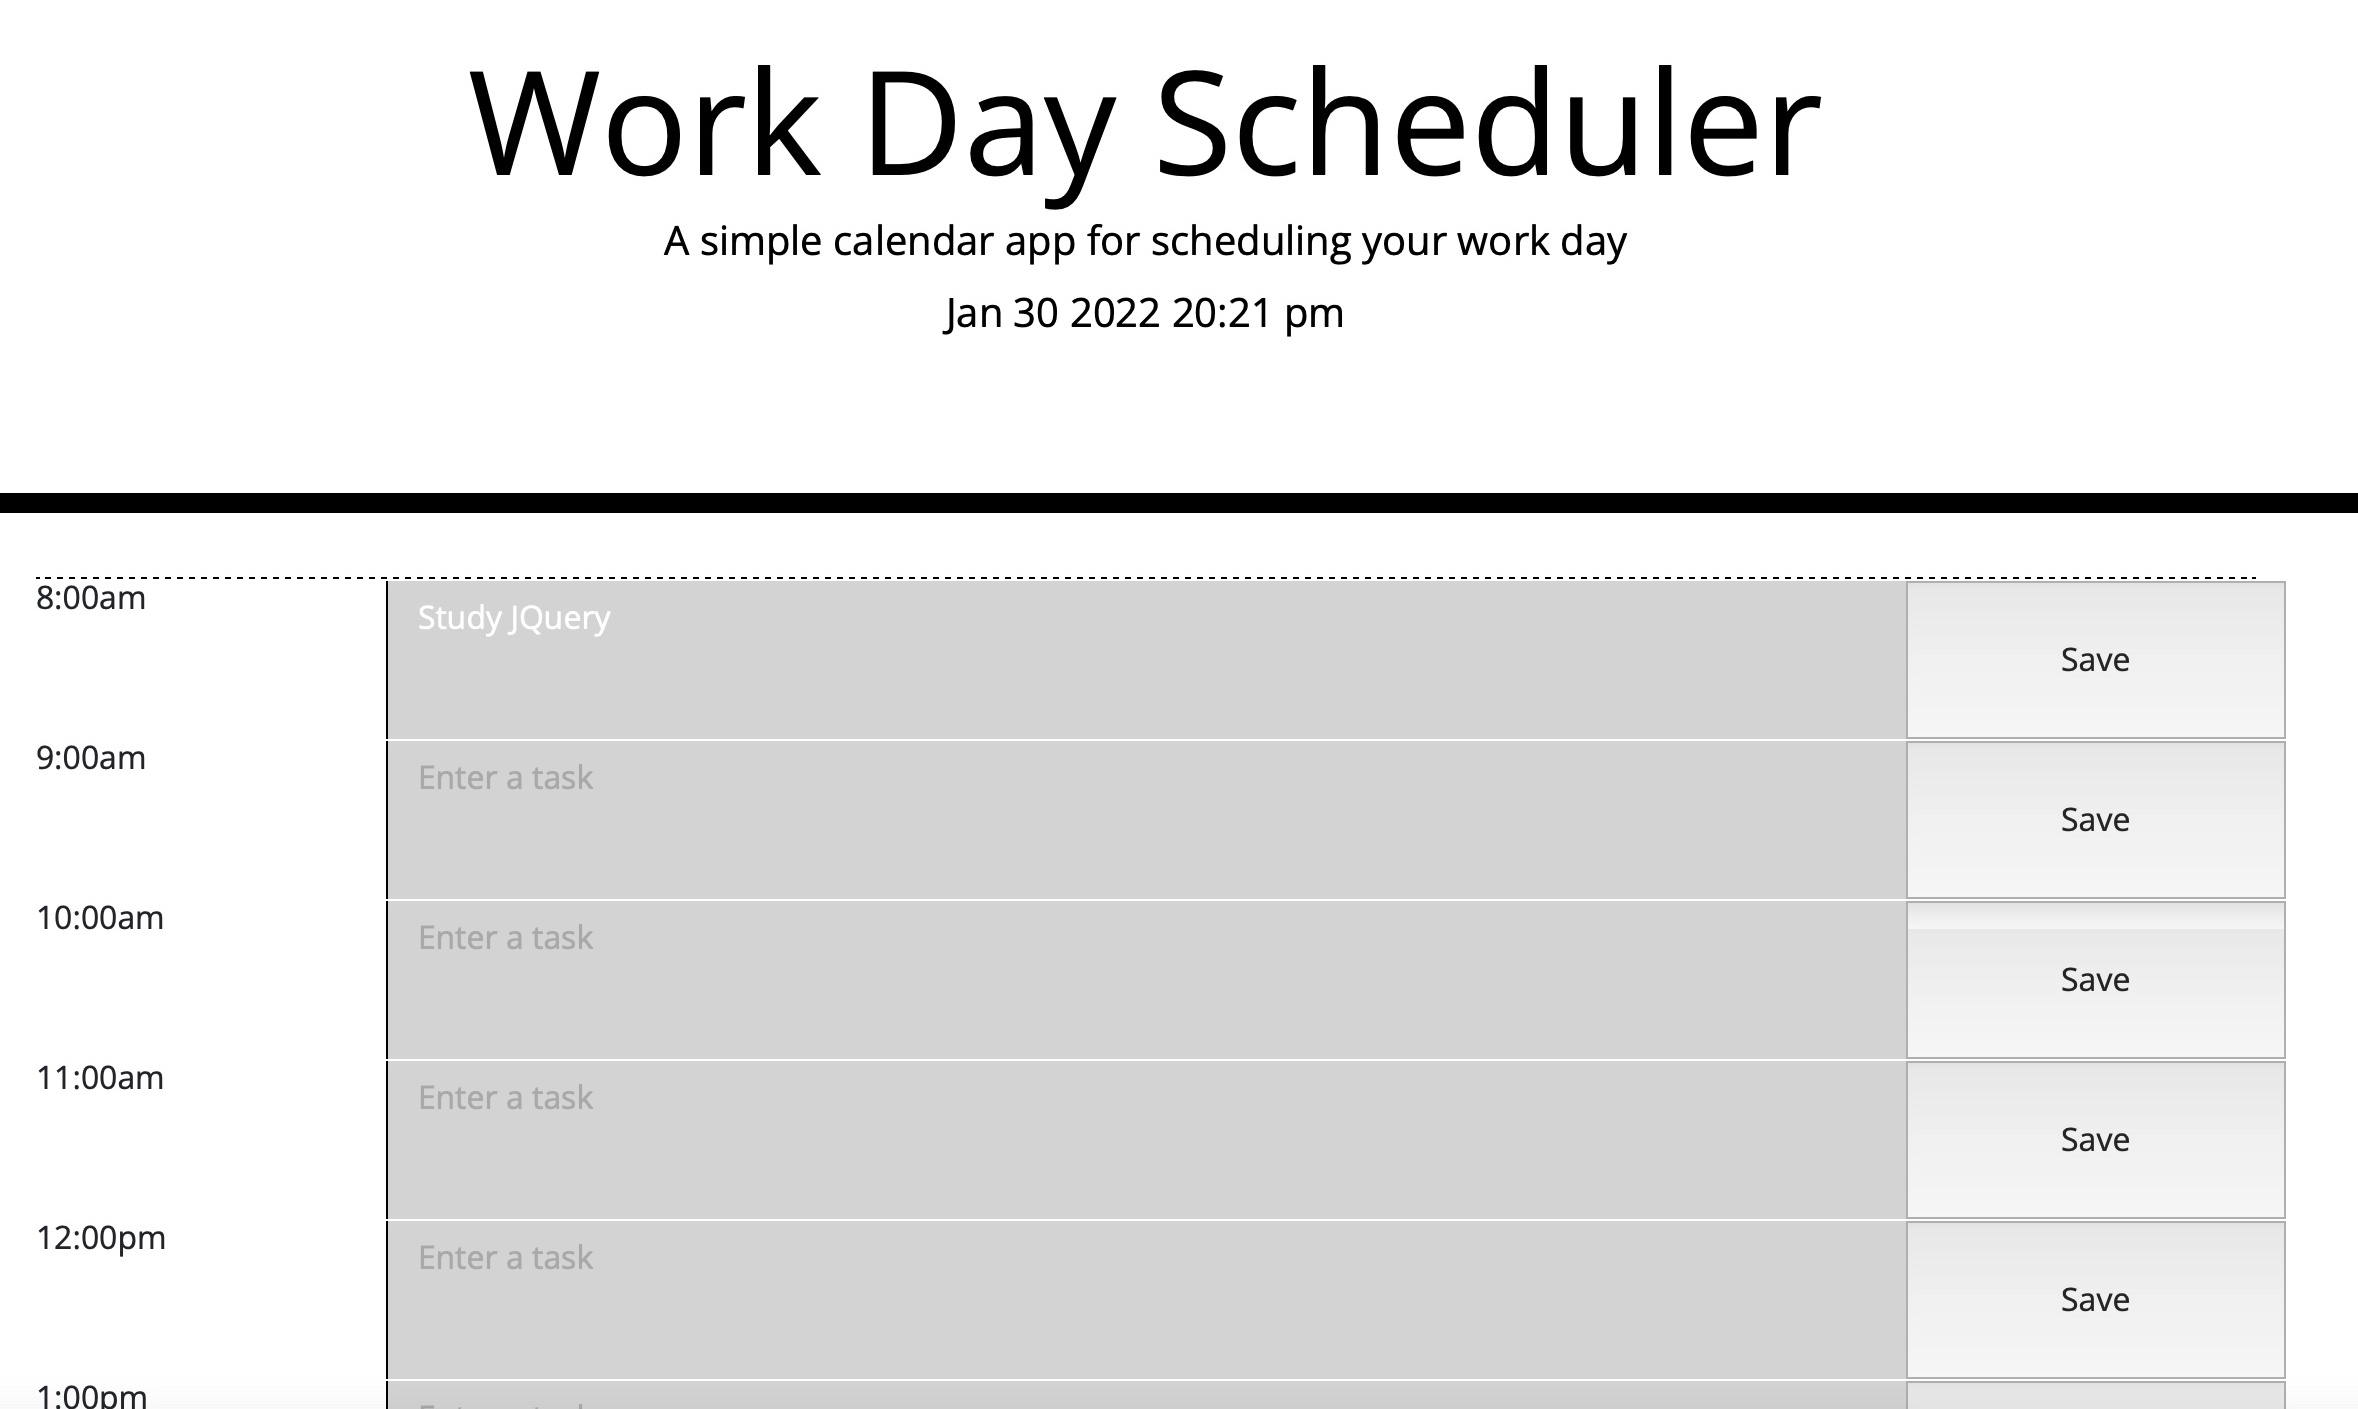 Work Day Scheduler
A simple calendar app for scheduling your work day
Jan 30 2022 20:21 pm
8:00am Study JQuery Save
9:00am Enter a task Save
10:00am Enter a task Save
11:00am Enter a task Save
12:00pm Enter a task Save
1:00pm